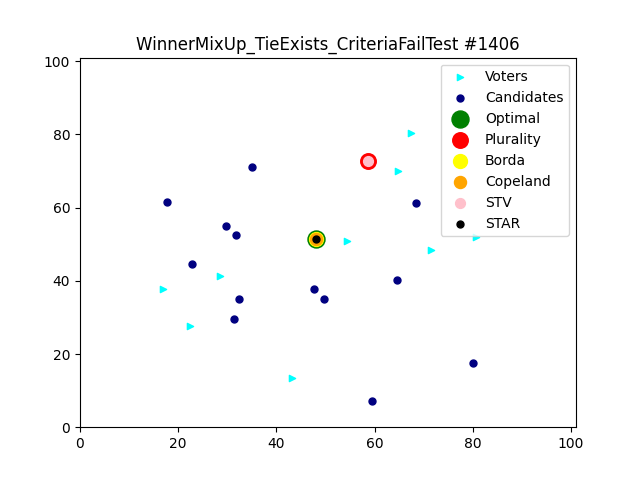 WinnerMixUp_TieExists_CriteriaFailTest #1406
100
80
60
40
20
0
0
20
40
60
80
100
Voters
Candidates
Optimal
Plurality
Borda
Copeland
STV
STAR